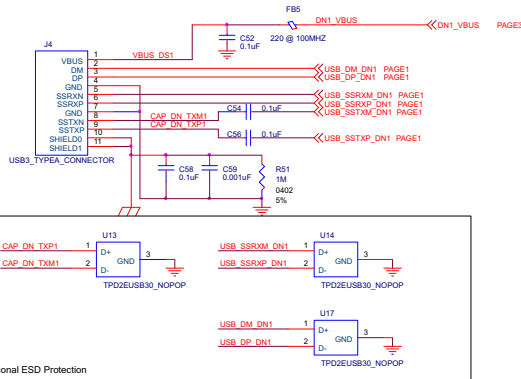 FB5
DN1_VBUS
DN1_VBUS PAGE3
C52
0.1uF
220 @ 100MHZ
J4
VBUS 1 VBUS_DS1
DM 2 USB_DM_DN1 PAGE1
DP 3 USB_DP_DN1 PAGE1
GND 4
SSRXN 5 USB_SSRXM_DN1 PAGE1
SSRXP 6 USB_SSRXP_DN1 PAGE1
GND 7 USB_SSTXM_DN1 PAGE1
SSTXN 8 CAP_DN_TXM1 C54 0.1uF
SSTXP 9 CAP_DN_TXP1
SHIELD0 10 C56 0.1uF USB_SSTXP_DN1 PAGE1
SHIELD1 11
USB3_TYPEA_CONNECTOR
C58
0.1uF
C59
0.001uF
R51
1M
0402
5%
U13
CAP_DN_TXP1 1 D+
CAP_DN_TXM1 2 D-
GND 3
TPD2EUSB30_NOPOP
U14
USB_SSRXM_DN1 1 D+
USB_SSRXP_DN1 2 D-
GND 3
TPD2EUSB30_NOPOP
U17
USB_DM_DN1 1 D+
USB_DP_DN1 2 D-
GND 3
TPD2EUSB30_NOPOP
onal ESD Protection